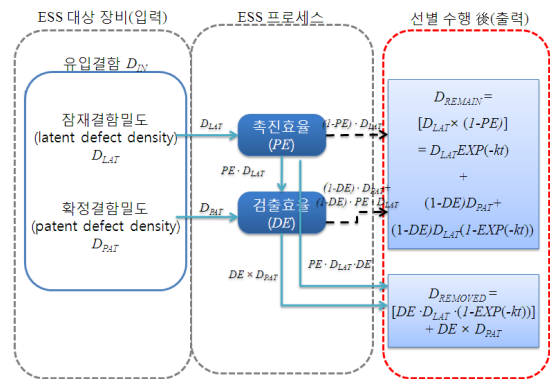 ESS 대상 장비(입력)
유입결함 D_IN
잠재결함밀도
(latent defect density)
D_LAT
확정결함밀도
(patent defect density)
D_PAT
ESS 프로세스
D_LAT
촉진효율
(PE)
(1-PE)·D_LAT
PE·D_LAT
D_PAT
검출효율
(DE)
(1-DE)·D_PAT+
(1-DE)·PE·D_LAT
DE×D_PAT
PE·D_LAT·DE
선별 수행 後(출력)
D_REMAIN =
[D_LAT× (1-PE)]
= D_LATEXP(-kt)
+
(1-DE)D_PAT+
(1-DE)D_LAT(1-EXP(-kt))
D_REMOVED =
[DE·D_LAT·(1-EXP(-kt))]
+ DE × D_PAT